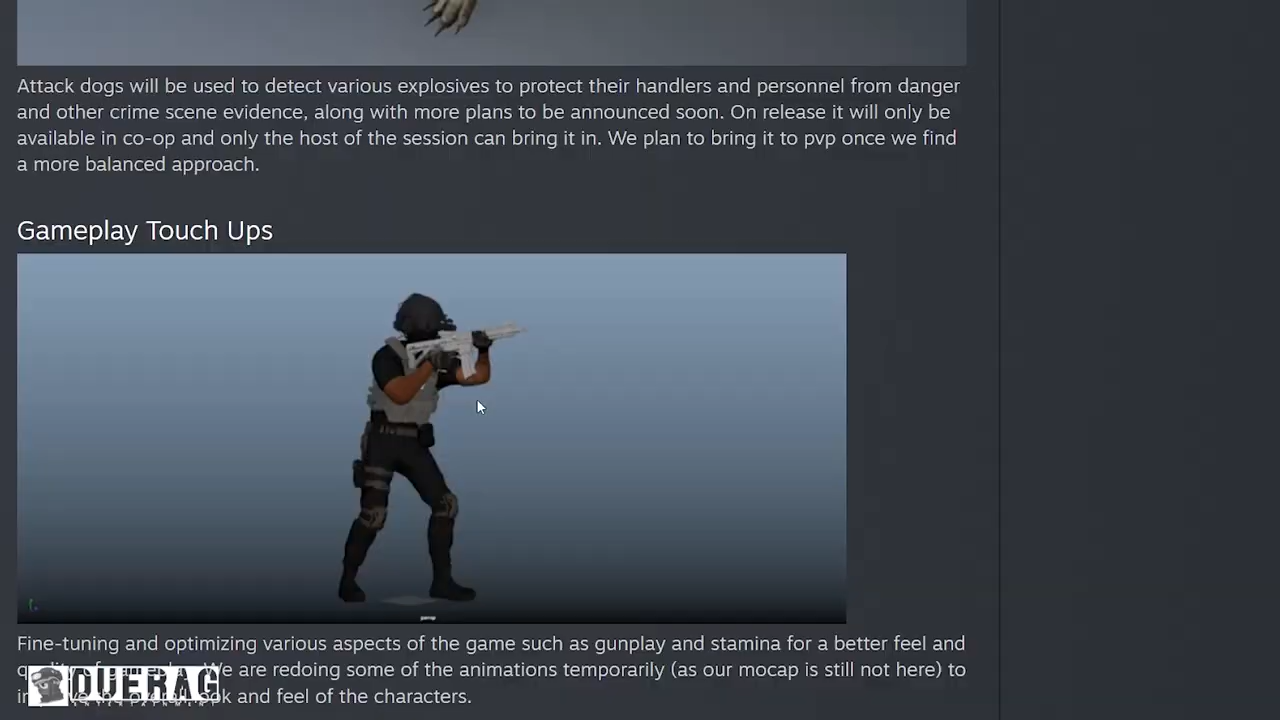 Attack dogs will be used to detect various explosives to protect their handlers and personnel from danger
and other crime scene evidence, along with more plans to be announced soon. On release it will only be
available in co-op and only the host of the session can bring it in. We plan to bring it to pvp once we find
a more balanced approach.
Gameplay Touch Ups
persp
Fine-tuning and optimizing various aspects of the game such as gunplay and stamina for a better feel and
We are redoing some of the animations temporarily (as our mocap is still not here) to
and feel of the characters.